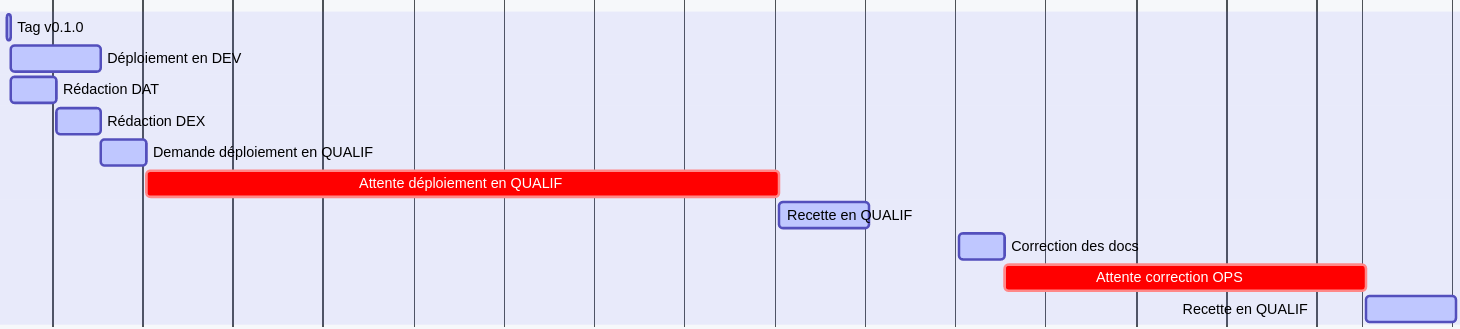 Tag v0.1.0
Déploiement en DEV
Rédaction DAT
Rédaction DEX
Demande déploiement en QUALIF
Attente déploiement en QUALIF
Recette en QUALIF
Correction des docs
Attente correction OPS
Recette en QUALIF